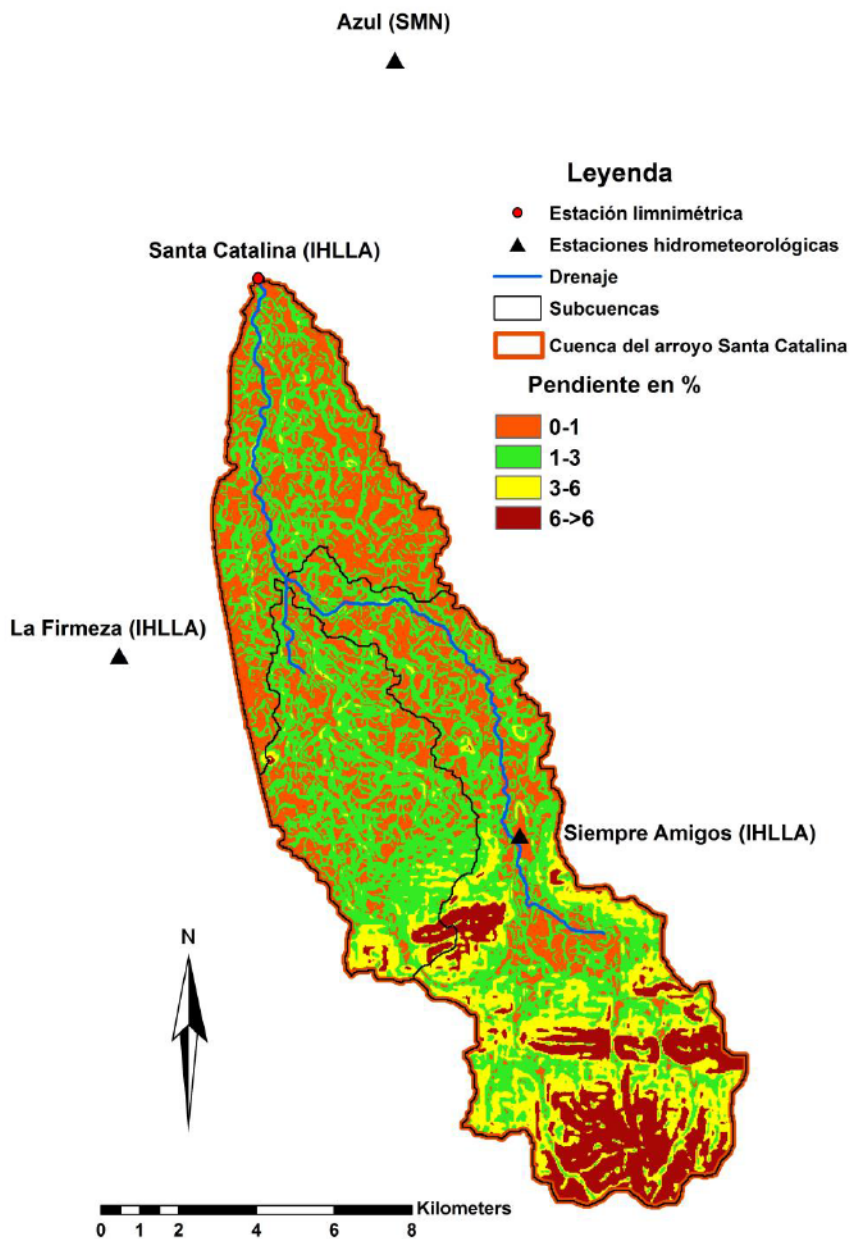 Azul (SMN)
Leyenda
Estación limnimétrica
Estaciones hidrometeorológicas
Drenaje
Subcuencas
Cuenca del arroyo Santa Catalina
Pendiente en %
0-1
1-3
3-6
6->6
Santa Catalina (IHLLA)
La Firmeza (IHLLA)
Siempre Amigos (IHLLA)
N
Kilometers
0 1 2 4 6 8